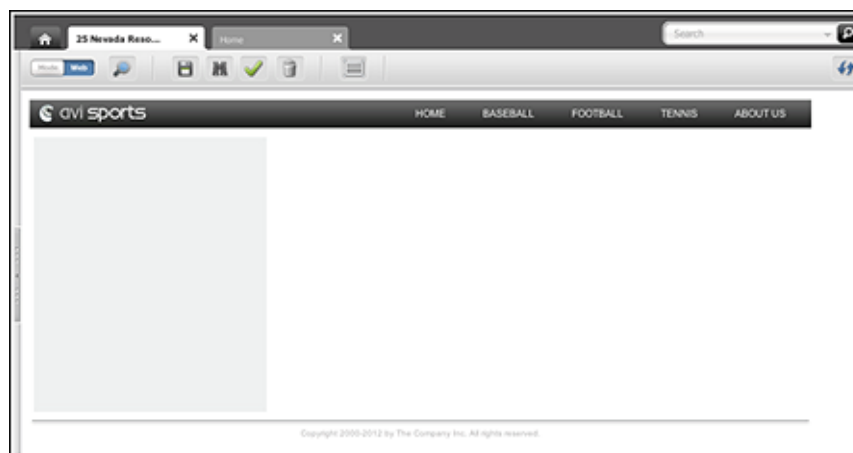 25 Nevada Reso...
Home
Search
Mode Web
avi sports
HOME BASEBALL FOOTBALL TENNIS ABOUT US
Copyright 2000-2012 by The Company Inc. All rights reserved.